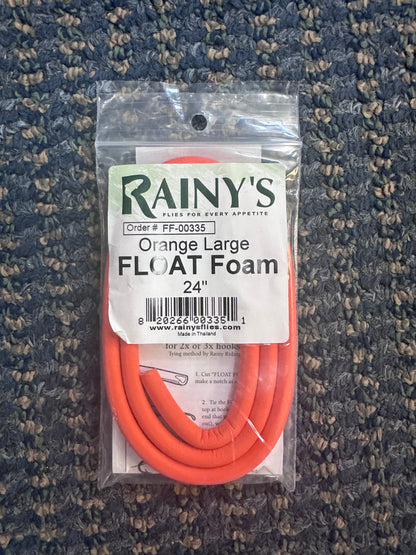 RAINY'S
FLIES FOR EVERY APPETITE
Order # FF-00335
Orange Large
FLOAT Foam
24"
8 20266 00335 1
www.rainysflies.com
Made in Thailand
for 2x or 3x hooks
Tying method by Rainy Riding
1. Cut "FLOAT F
make a notch as
2. Tie the
top at hook
end that